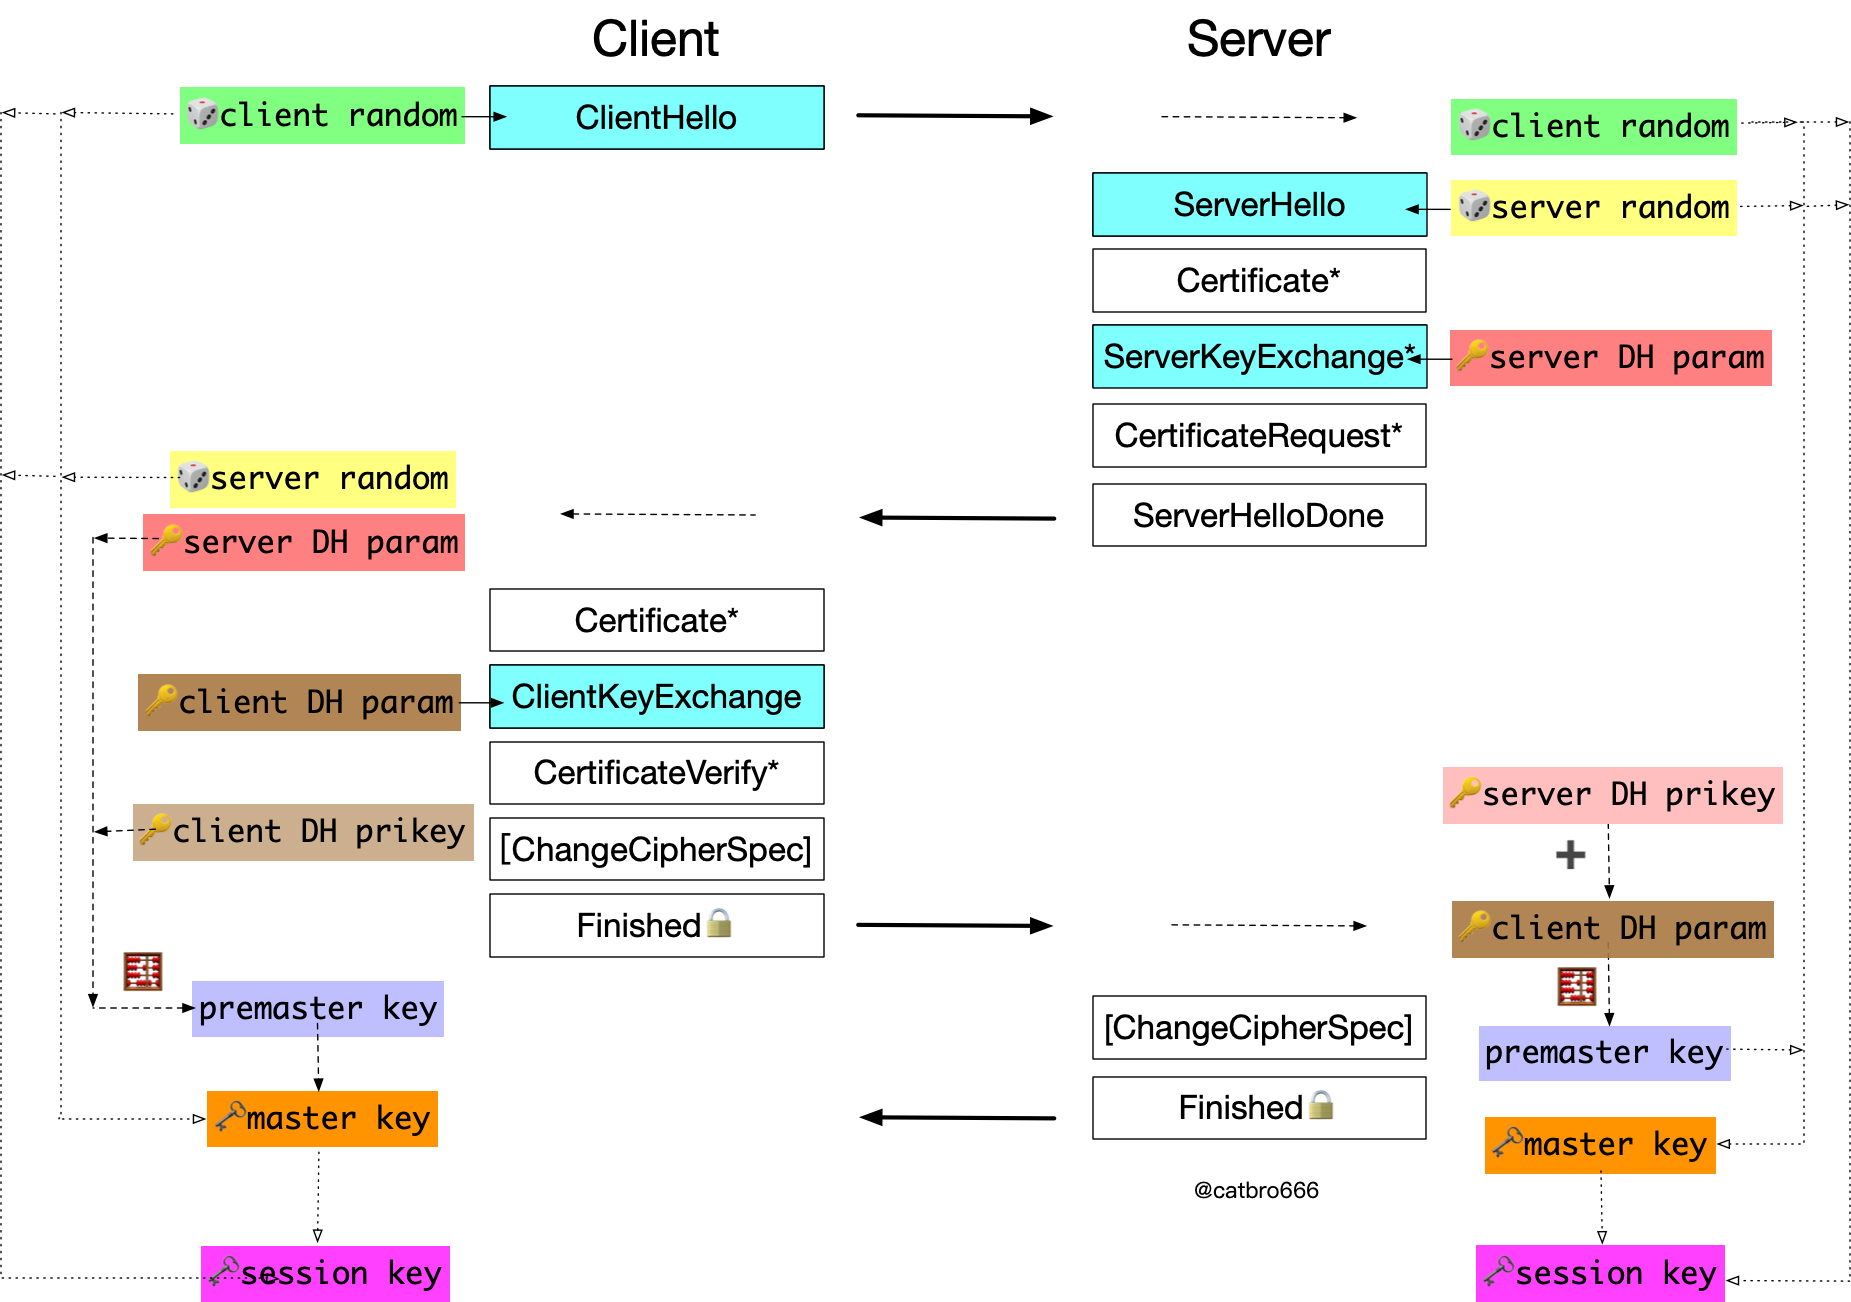 Client
Server
client random
ClientHello
client random
ServerHello
server random
Certificate*
ServerKeyExchange*
server DH param
CertificateRequest*
server random
ServerHelloDone
server DH param
Certificate*
client DH param
ClientKeyExchange
CertificateVerify*
server DH prikey
client DH prikey
[ChangeCipherSpec]
Finished
client DH param
premaster key
[ChangeCipherSpec]
premaster key
master key
Finished
master key
@catbro666
session key
session key